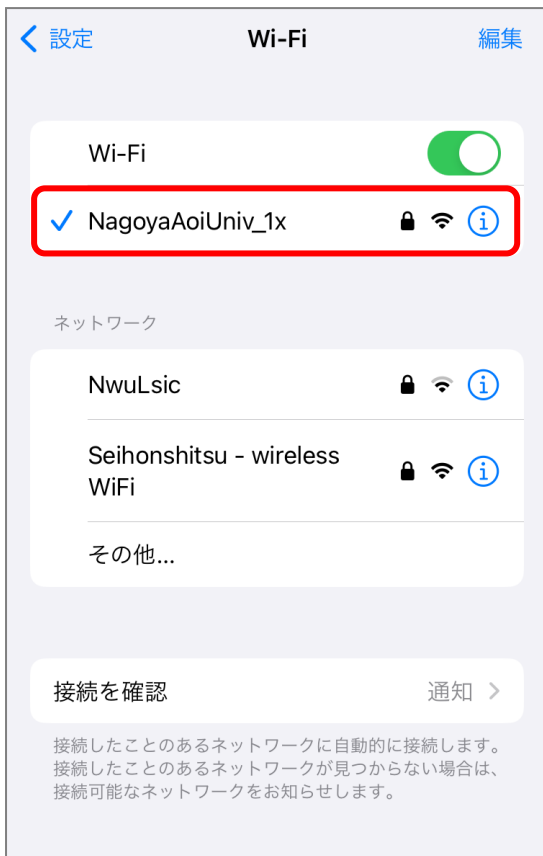 設定
Wi-Fi
編集
Wi-Fi
NagoyaAoiUniv_1x
ネットワーク
NwuLsic
Seihonshitsu - wireless
WiFi
その他...
接続を確認
通知
接続したことのあるネットワークに自動的に接続します。
接続したことのあるネットワークが見つからない場合は、
接続可能なネットワークをお知らせします。